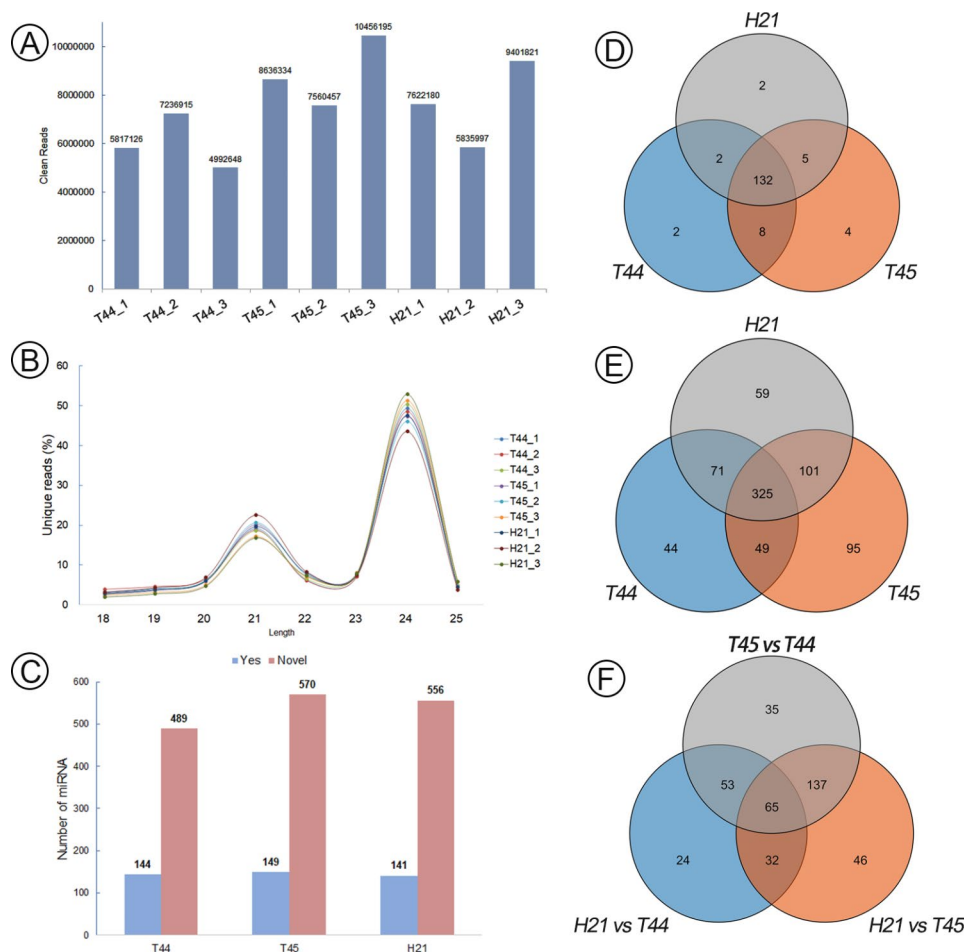 A
Clean Reads
10000000
8000000
6000000
4000000
2000000
0
5817126
7236915
4992648
8636334
7560457
10456195
7622180
5835997
9401821
T44_1
T44_2
T44_3
T45_1
T45_2
T45_3
H21_1
H21_2
H21_3
B
Unique reads (%)
60
50
40
30
20
10
0
18
19
20
21
22
23
24
25
Length
T44_1
T44_2
T44_3
T45_1
T45_2
T45_3
H21_1
H21_2
H21_3
C
Yes
Novel
Number of miRNA
600
500
400
300
200
100
0
144
489
149
570
141
556
T44
T45
H21
D
H21
2
2
5
132
2
8
4
T44
T45
E
H21
59
71
101
325
44
49
95
T44
T45
F
T45 vs T44
35
53
137
65
24
32
46
H21 vs T44
H21 vs T45